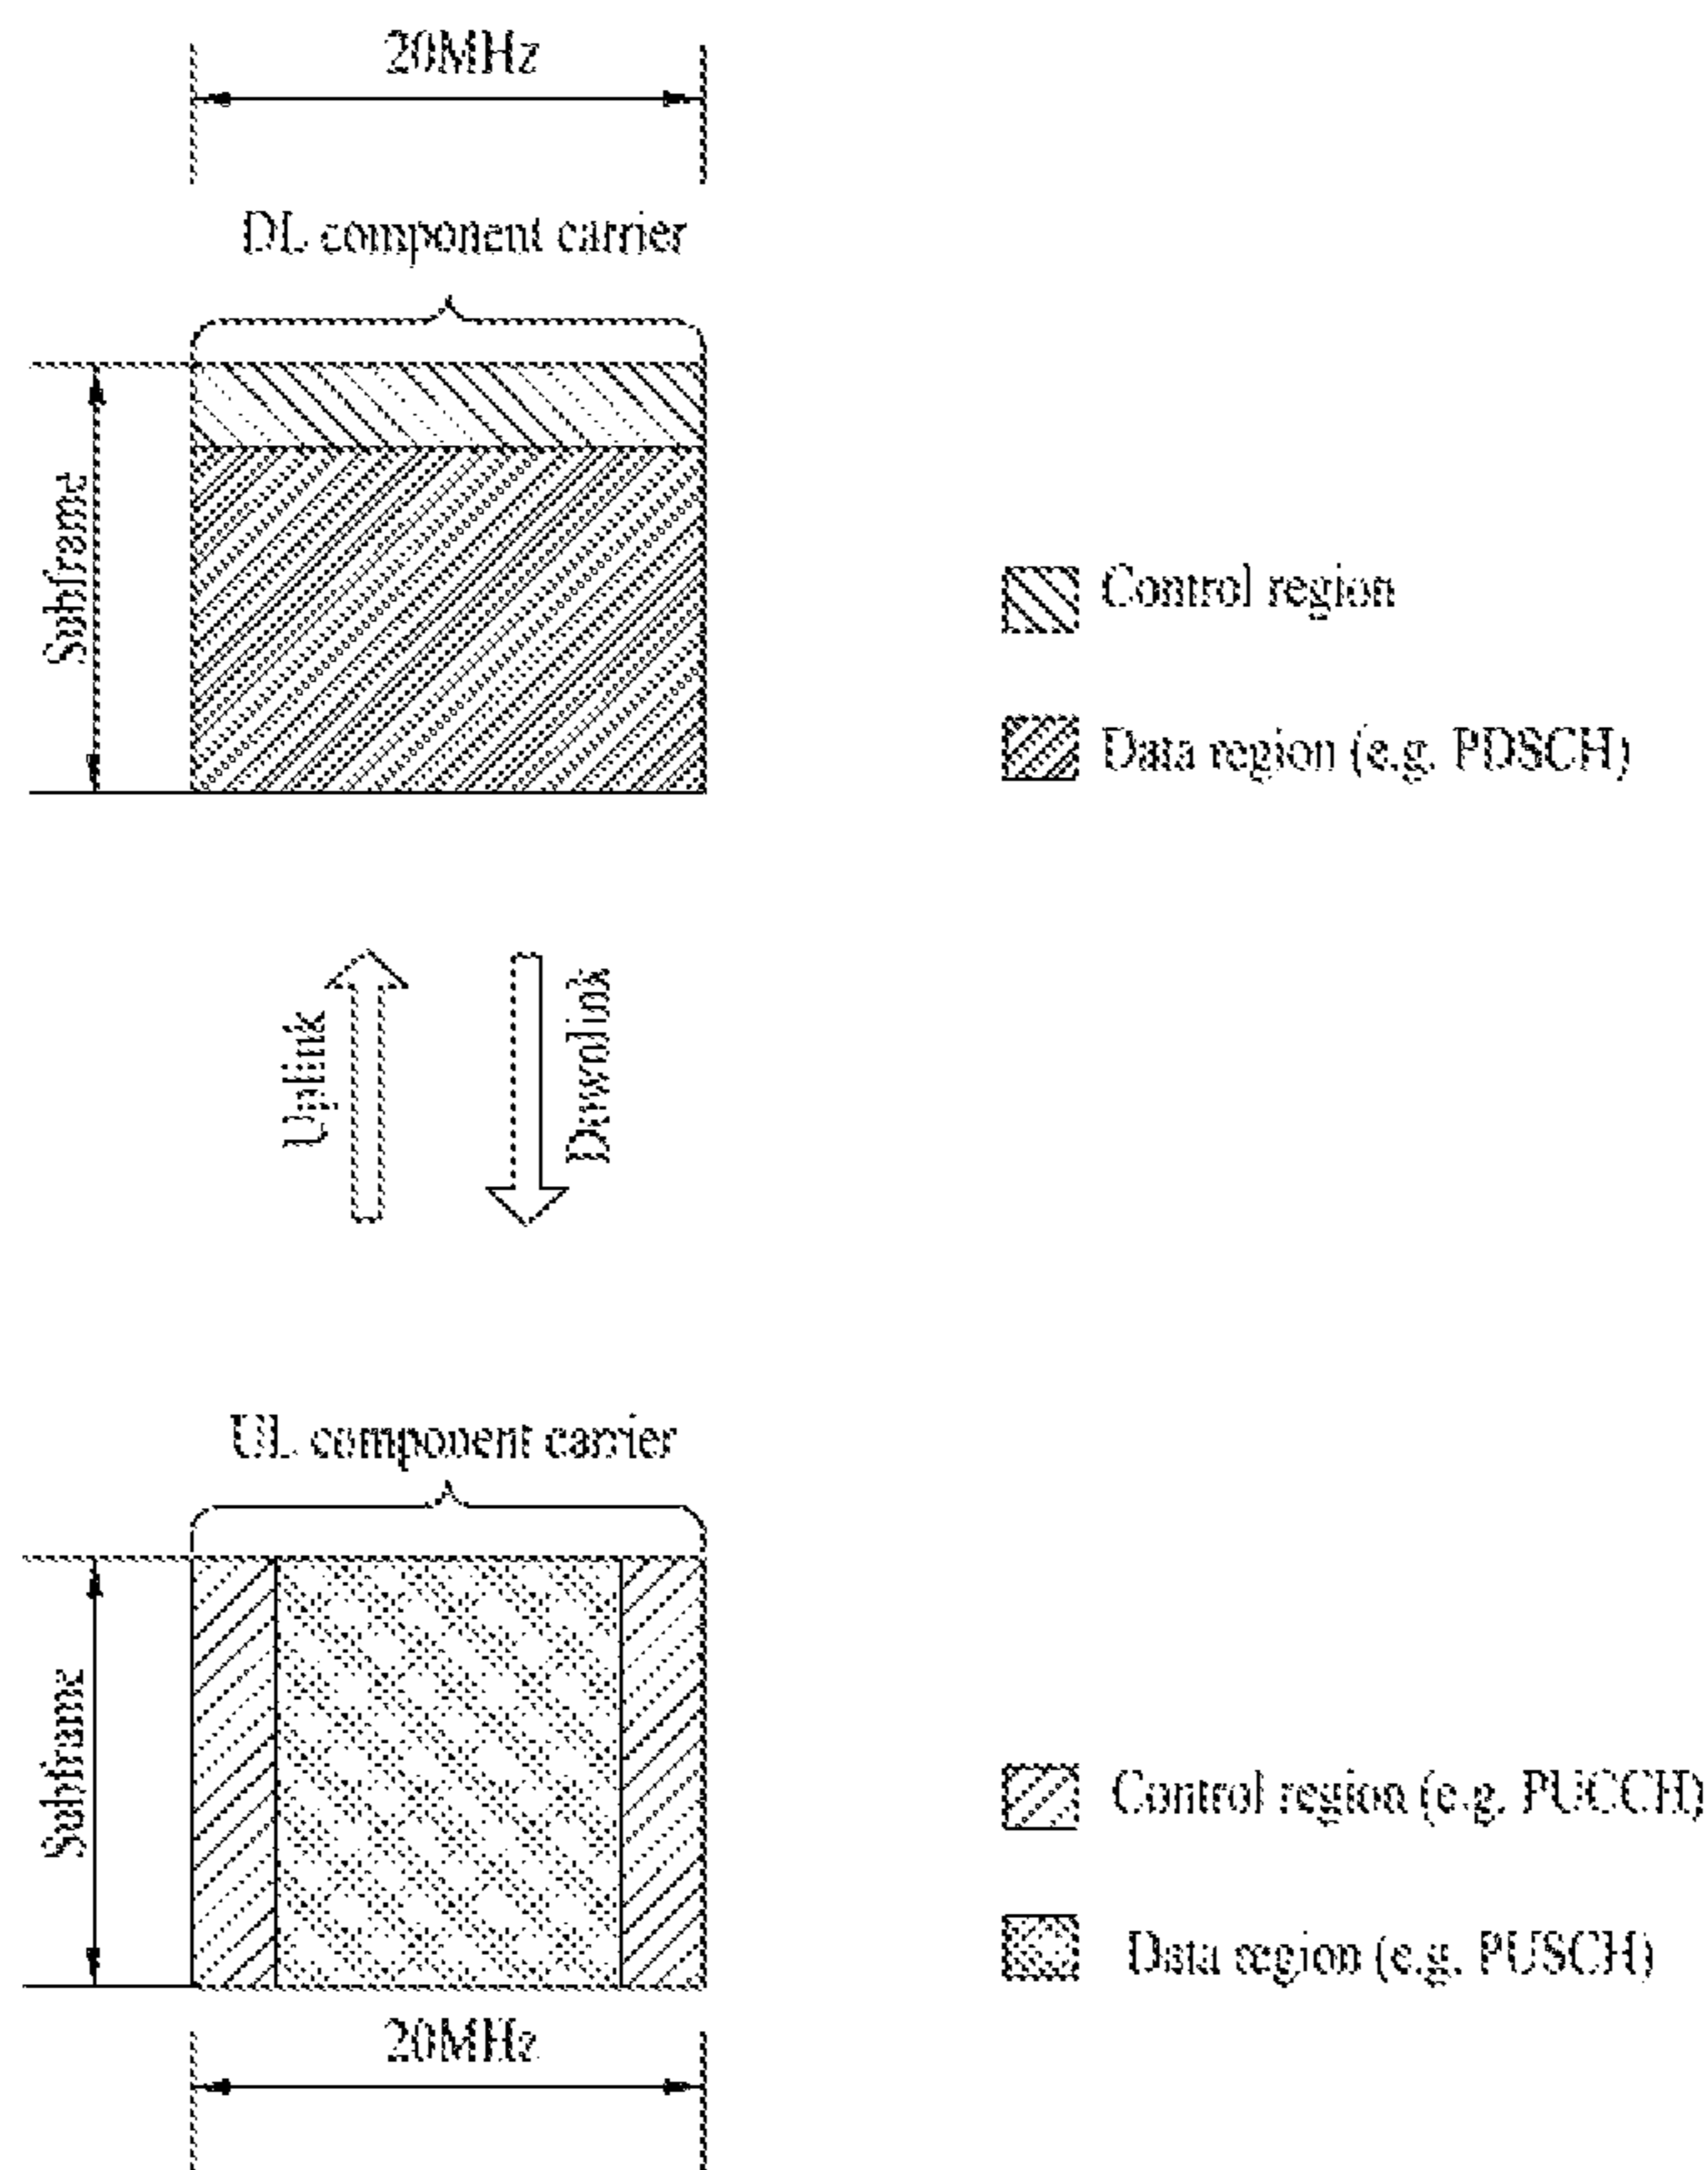 20MHz
DL component carrier
Subframe
Control region
Data region (e.g. PDSCH)
Uplink
Downlink
UL component carrier
Subframe
Control region (e.g. PUCCH)
Data region (e.g. PUSCH)
20MHz